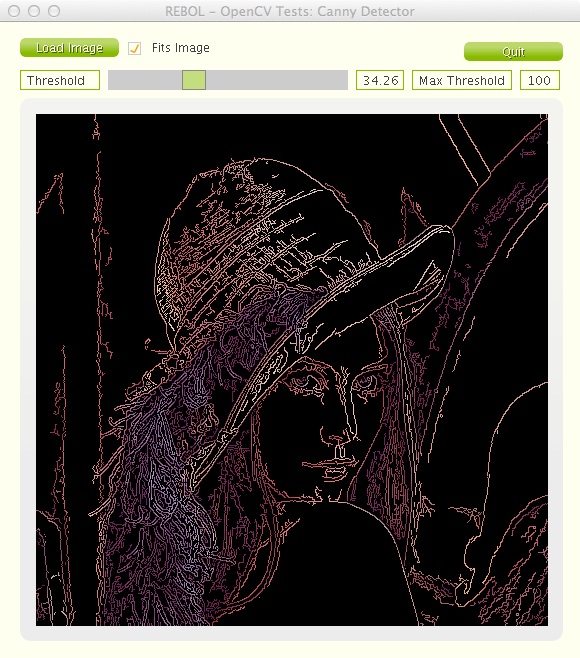 REBOL - OpenCV Tests: Canny Detector
Load Image Fits Image Quit
Threshold 34.26 Max Threshold 100